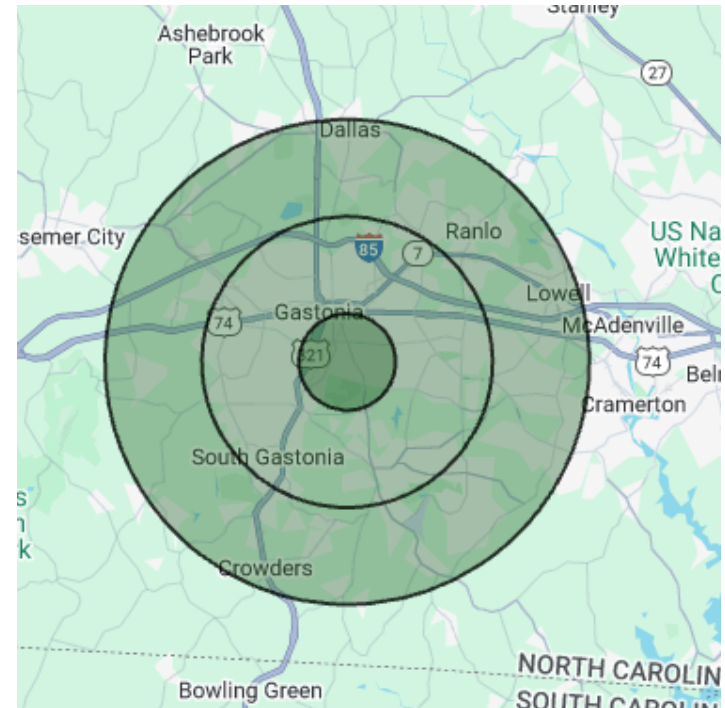 Stanley
Ashebrook
Park
27
Dallas
Ranlo
7
85
semer City
US Na
White
Lowell
Gastonia
74
McAdenville
321
74
Bel
Cramerton
South Gastonia
s
n
k
Crowders
NORTH CAROLIN
Bowling Green
SOUTH CAROLIN